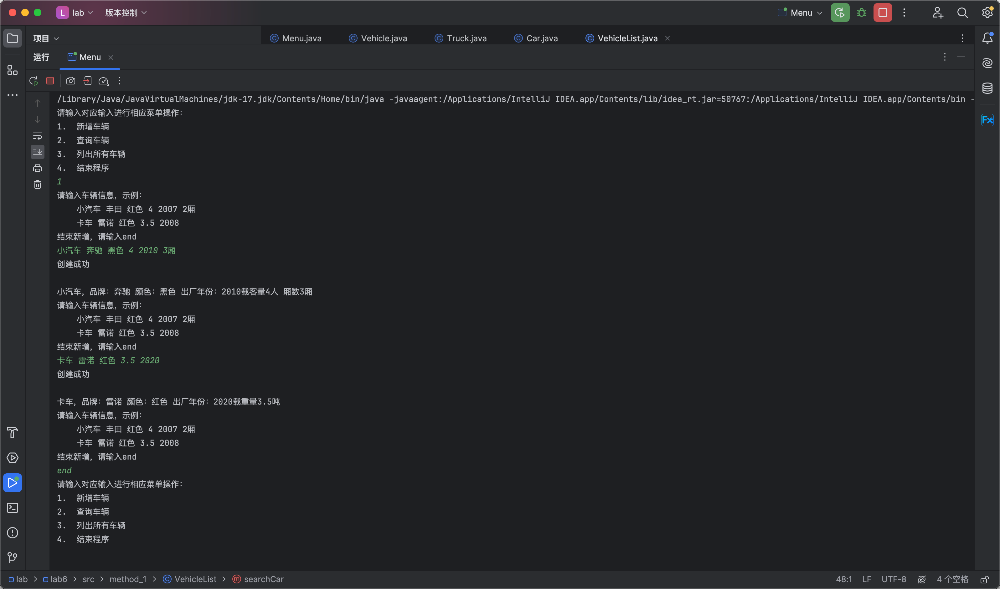 L lab 版本控制 Menu
项目 Menu.java Vehicle.java Truck.java Car.java VehicleList.java
运行 Menu
/Library/Java/JavaVirtualMachines/jdk-17.jdk/Contents/Home/bin/java -javaagent:/Applications/IntelliJ IDEA.app/Contents/lib/idea_rt.jar=50767:/Applications/IntelliJ IDEA.app/Contents/bin -
请输入对应输入进行相应菜单操作：
1. 新增车辆
2. 查询车辆
3. 列出所有车辆
4. 结束程序
1
请输入车辆信息，示例：
小汽车 丰田 红色 4 2007 2厢
卡车 雷诺 红色 3.5 2008
结束新增，请输入end
小汽车 奔驰 黑色 4 2010 3厢
创建成功
小汽车，品牌：奔驰 颜色：黑色 出厂年份：2010载客量4人 厢数3厢
请输入车辆信息，示例：
小汽车 丰田 红色 4 2007 2厢
卡车 雷诺 红色 3.5 2008
结束新增，请输入end
卡车 雷诺 红色 3.5 2020
创建成功
卡车，品牌：雷诺 颜色：红色 出厂年份：2020载重量3.5吨
请输入车辆信息，示例：
小汽车 丰田 红色 4 2007 2厢
卡车 雷诺 红色 3.5 2008
结束新增，请输入end
end
请输入对应输入进行相应菜单操作：
1. 新增车辆
2. 查询车辆
3. 列出所有车辆
4. 结束程序
Fx
lab > lab6 > src > method_1 > VehicleList > searchCar 48:1 LF UTF-8 4 个空格